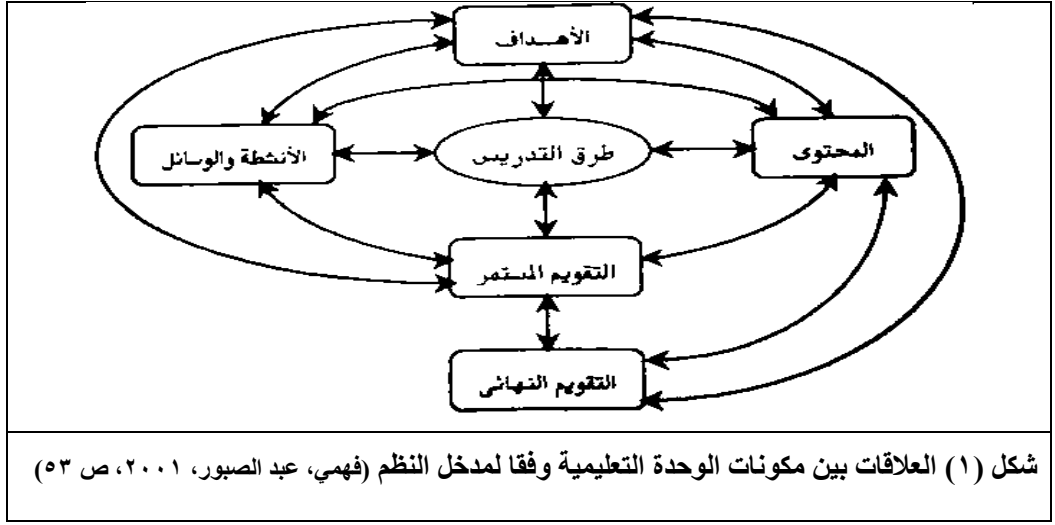 الأهداف
المحتوى
طرق التدريس
الأنشطة والوسائل
التقويم المستمر
التقويم النهائى
شكل (١) العلاقات بين مكونات الوحدة التعليمية وفقا لمدخل النظم (فهمي، عبد الصبور، ٢٠٠١، ص ٥٣)